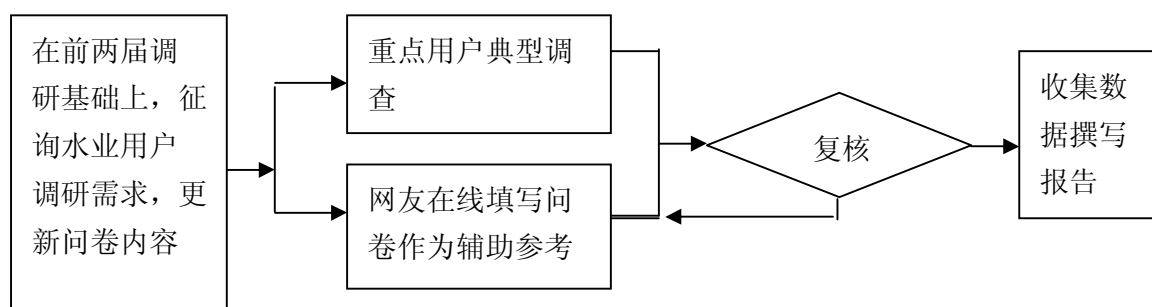 在前两届调
研基础上，征
询水业用户
调研需求，更
新问卷内容
重点用户典型调
查
网友在线填写问
卷作为辅助参考
复核
收集数
据撰写
报告